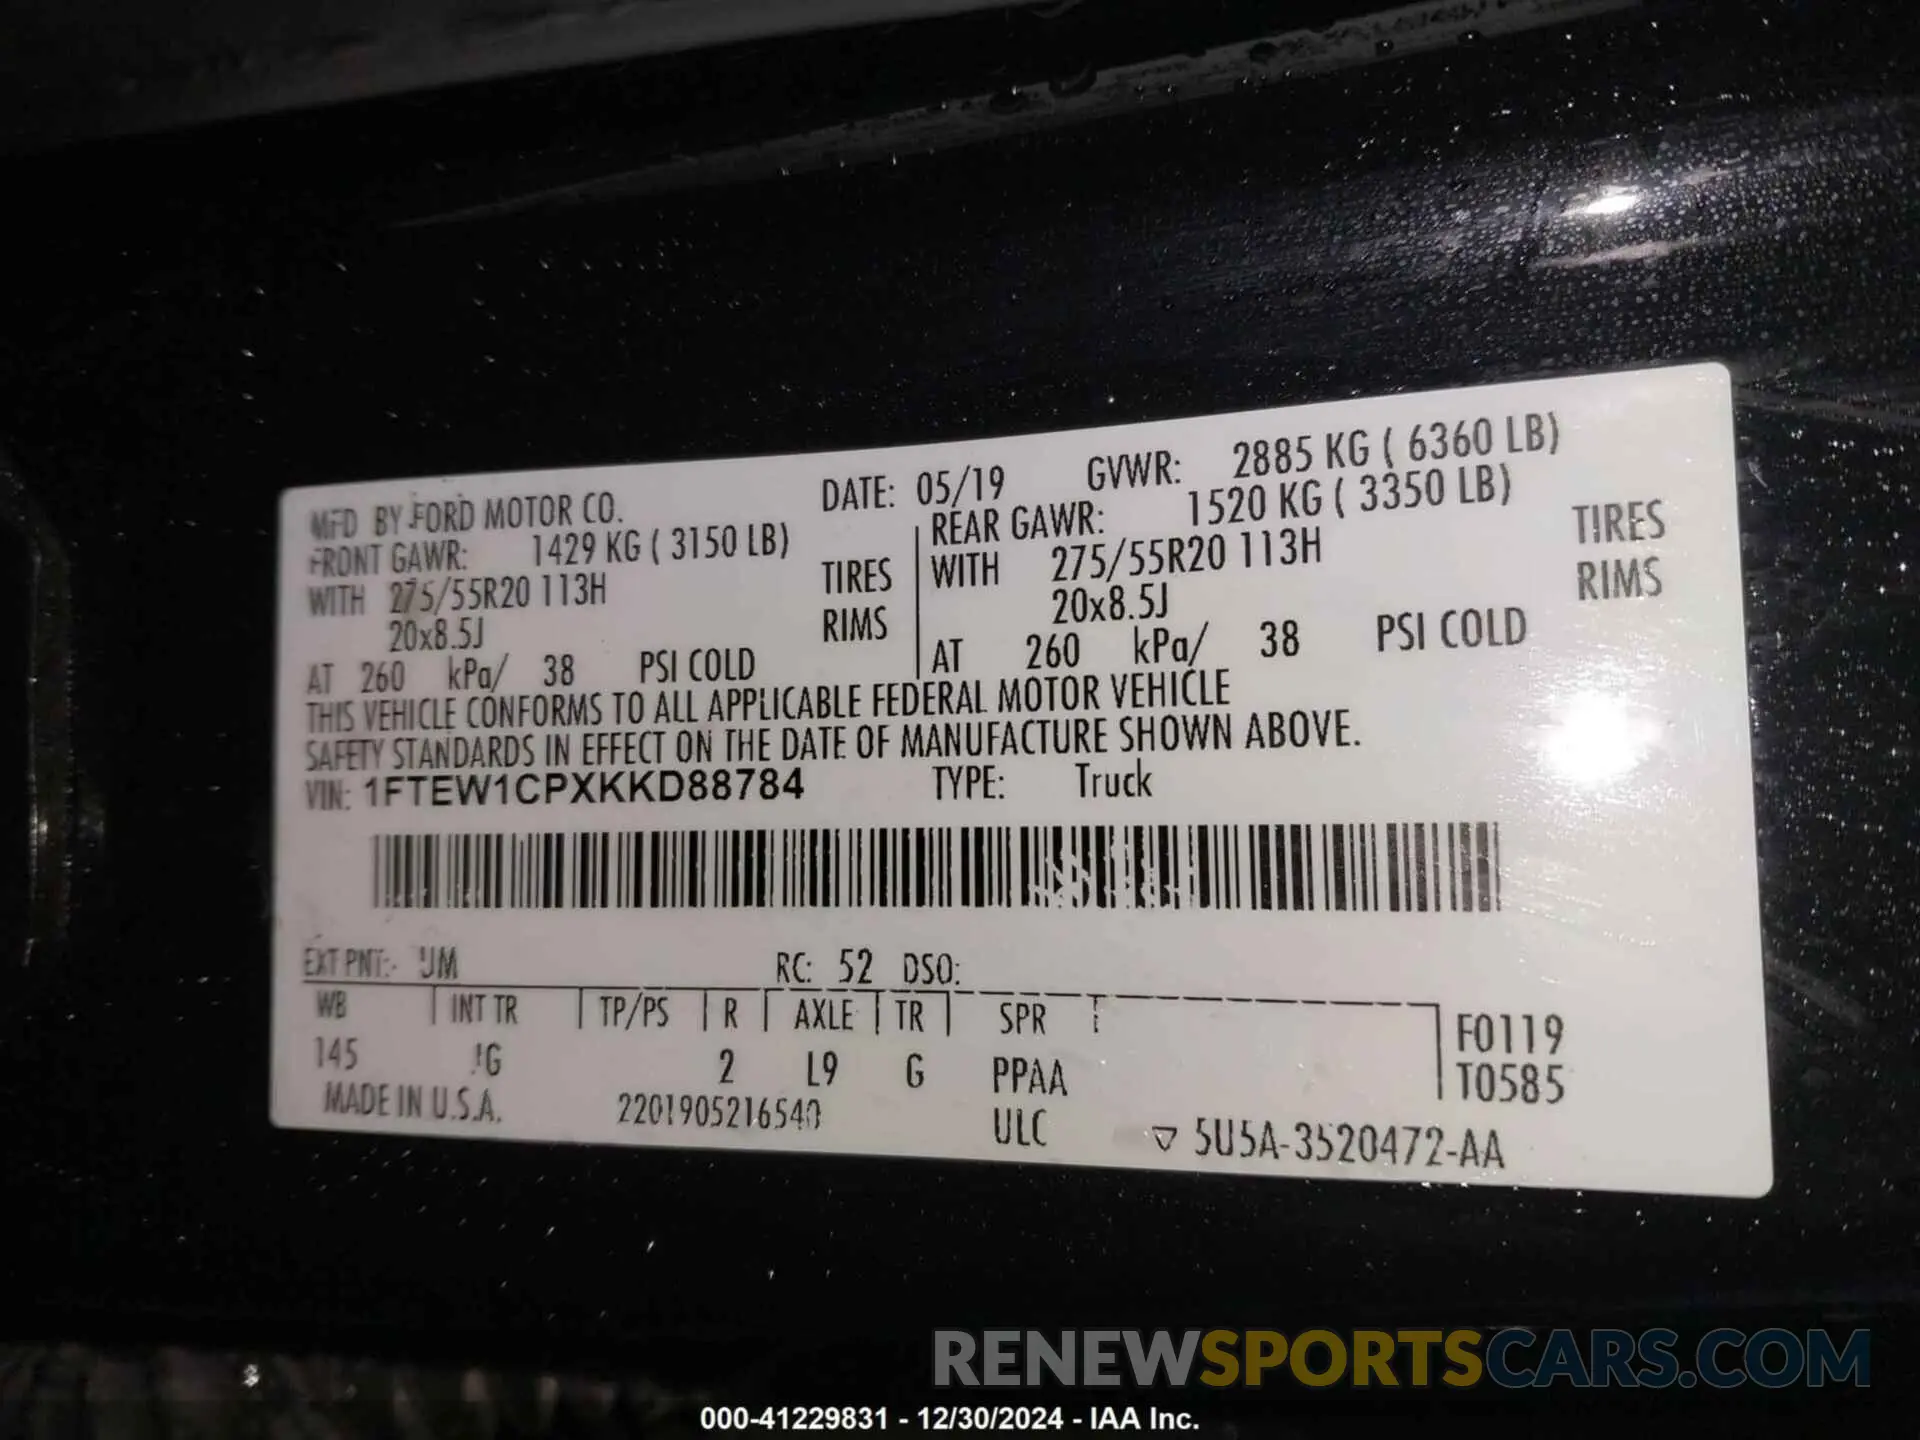 MFD BY FORD MOTOR CO. DATE: 05/19 GVWR: 2885 KG ( 6360 LB)
FRONT GAWR: 1429 KG ( 3150 LB) REAR GAWR: 1520 KG ( 3350 LB)
WITH 275/55R20 113H TIRES WITH 275/55R20 113H TIRES
20x8.5J RIMS 20x8.5J RIMS
AT 260 kPa/ 38 PSI COLD AT 260 kPa/ 38 PSI COLD
THIS VEHICLE CONFORMS TO ALL APPLICABLE FEDERAL MOTOR VEHICLE
SAFETY STANDARDS IN EFFECT ON THE DATE OF MANUFACTURE SHOWN ABOVE.
VIN: 1FTEW1CPXKKD88784 TYPE: Truck
EXT PNT: UM RC: 52 DSO:
WB INT TR TP/PS R AXLE TR SPR F0119
145 2 L9 G PPAA T0585
MADE IN U.S.A. 2201905216540 ULC 5U5A-3520472-AA
RENEWSPORTSCARS.COM
000-41229831 - 12/30/2024 - IAA Inc.